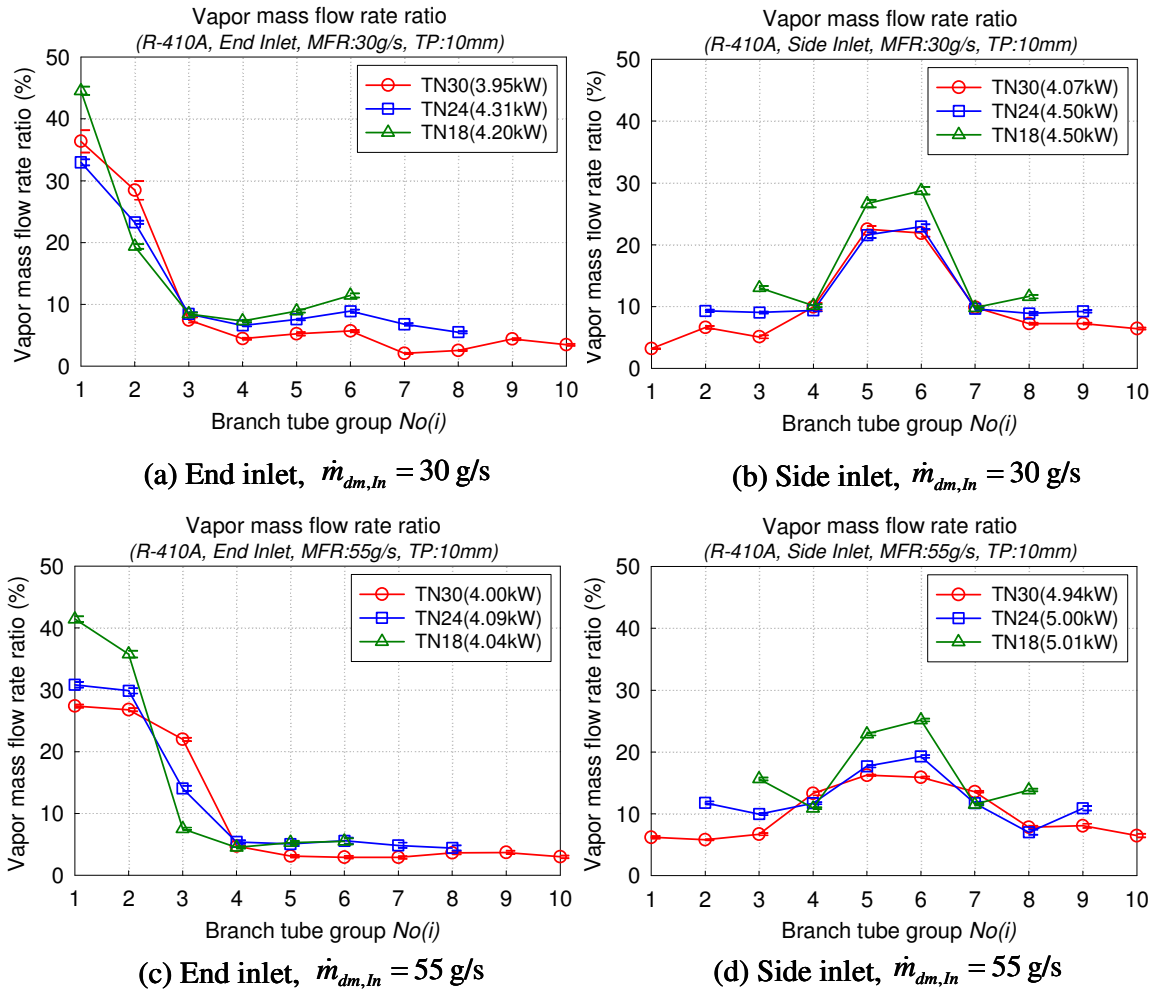 Vapor mass flow rate ratio
(R-410A, End Inlet, MFR:30g/s, TP:10mm)
Vapor mass flow rate ratio (%)
50
40
30
20
10
0
TN30(3.95kW)
TN24(4.31kW)
TN18(4.20kW)
1 2 3 4 5 6 7 8 9 10
Branch tube group No(i)
(a) End inlet, ṁdm,In = 30 g/s
Vapor mass flow rate ratio
(R-410A, Side Inlet, MFR:30g/s, TP:10mm)
Vapor mass flow rate ratio (%)
50
40
30
20
10
0
TN30(4.07kW)
TN24(4.50kW)
TN18(4.50kW)
1 2 3 4 5 6 7 8 9 10
Branch tube group No(i)
(b) Side inlet, ṁdm,In = 30 g/s
Vapor mass flow rate ratio
(R-410A, End Inlet, MFR:55g/s, TP:10mm)
Vapor mass flow rate ratio (%)
50
40
30
20
10
0
TN30(4.00kW)
TN24(4.09kW)
TN18(4.04kW)
1 2 3 4 5 6 7 8 9 10
Branch tube group No(i)
(c) End inlet, ṁdm,In = 55 g/s
Vapor mass flow rate ratio
(R-410A, Side Inlet, MFR:55g/s, TP:10mm)
Vapor mass flow rate ratio (%)
50
40
30
20
10
0
TN30(4.94kW)
TN24(5.00kW)
TN18(5.01kW)
1 2 3 4 5 6 7 8 9 10
Branch tube group No(i)
(d) Side inlet, ṁdm,In = 55 g/s